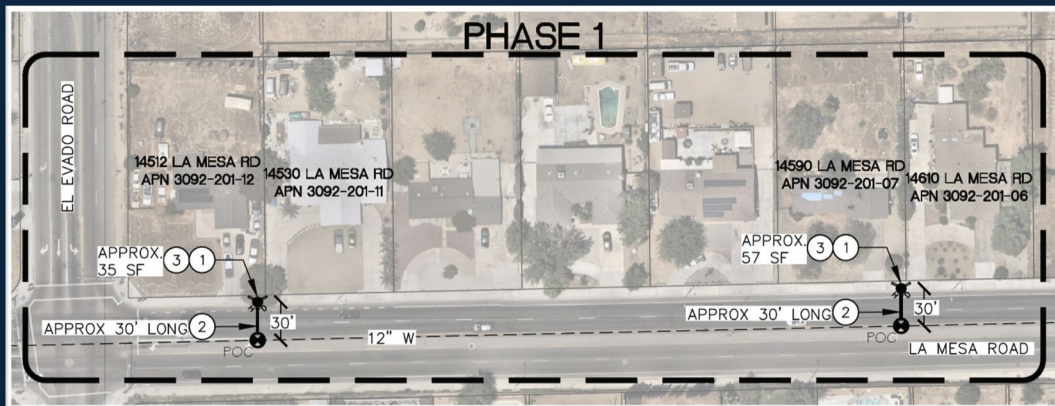 PHASE 1
EL EVADO ROAD
14512 LA MESA RD
APN 3092-201-12
14530 LA MESA RD
APN 3092-201-11
14590 LA MESA RD
APN 3092-201-07
14610 LA MESA RD
APN 3092-201-06
APPROX.
35 SF
3 1
APPROX 30' LONG 2
30'
POC
12" W
APPROX.
57 SF
3 1
APPROX 30' LONG 2
30'
POC
LA MESA ROAD